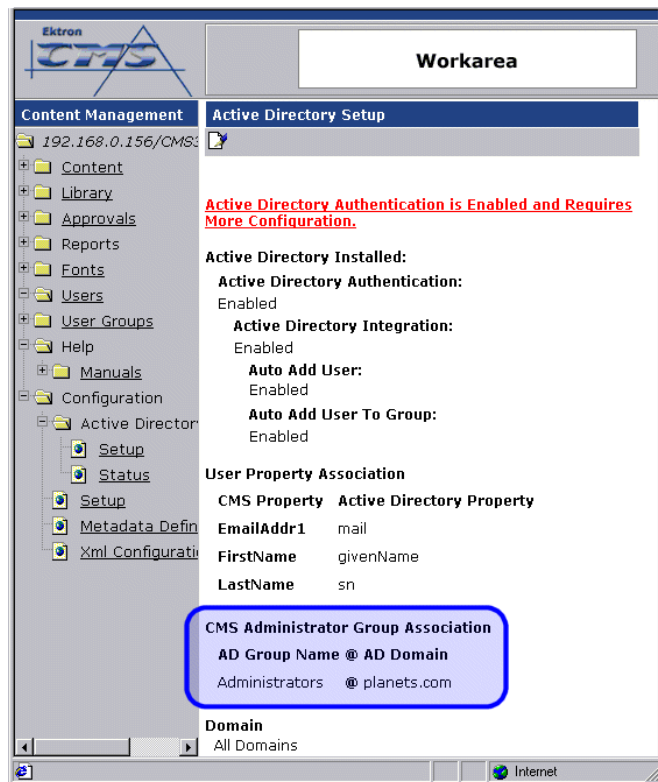 Ektron
CMS
Workarea
Content Management
192.168.0.156/CMS3
Content
Library
Approvals
Reports
Fonts
Users
User Groups
Help
Manuals
Configuration
Active Director
Setup
Status
Setup
Metadata Defin
Xml Configurati
Active Directory Setup
Active Directory Authentication is Enabled and Requires
More Configuration.
Active Directory Installed:
Active Directory Authentication:
Enabled
Active Directory Integration:
Enabled
Auto Add User:
Enabled
Auto Add User To Group:
Enabled
User Property Association
CMS Property Active Directory Property
EmailAddr1 mail
FirstName givenName
LastName sn
CMS Administrator Group Association
AD Group Name @ AD Domain
Administrators @ planets.com
Domain
All Domains
Internet